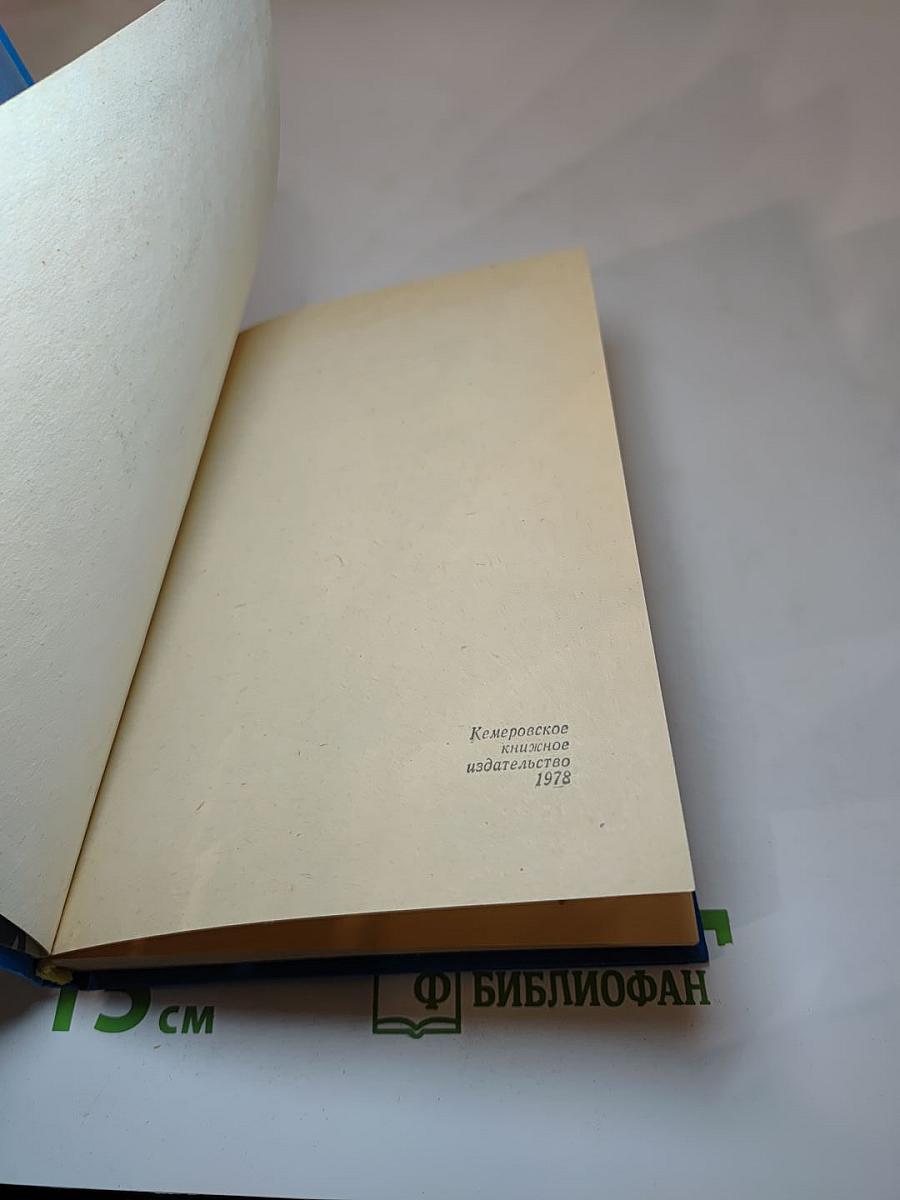 Кемеровское
книжное
издательство
1978
15 см
Ф БИБЛИОФАН